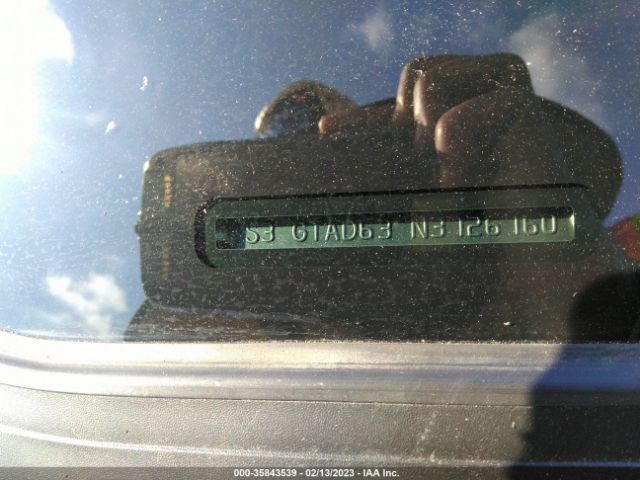 S3 GTAD63 N3126160
000-35843539 - 02/13/2023 - IAA Inc.